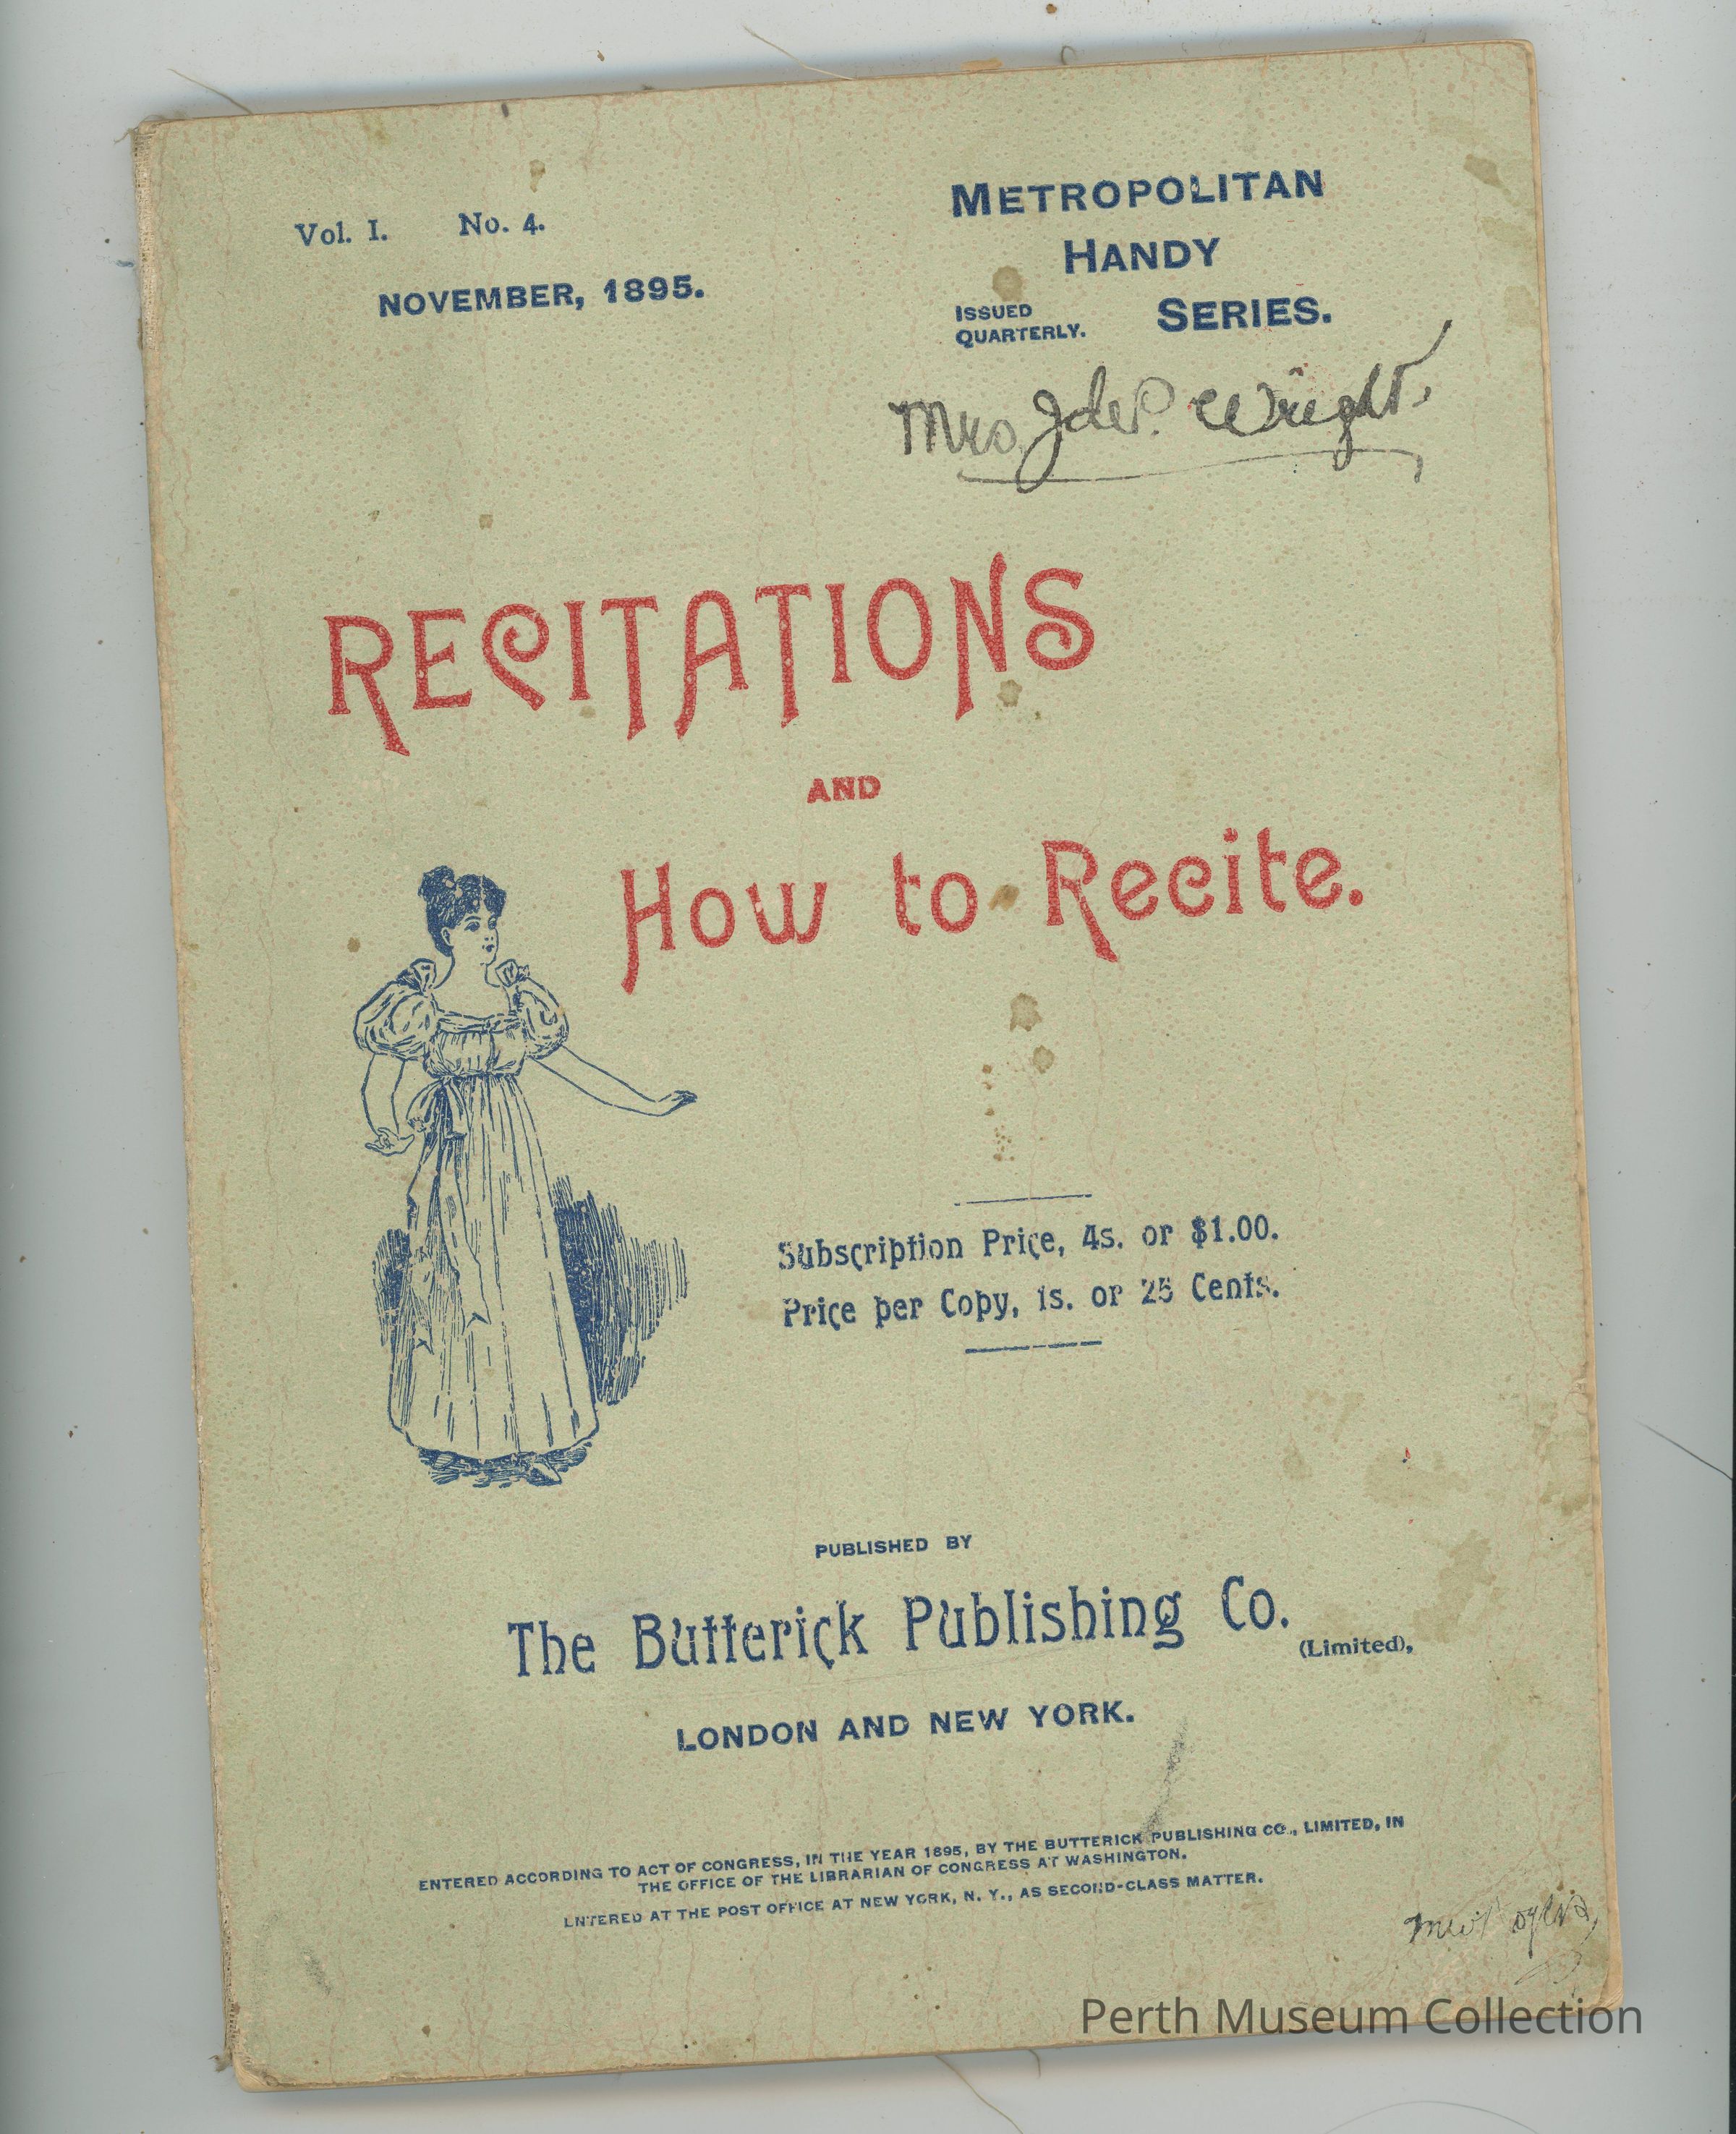 Vol. I. No. 4.
NOVEMBER, 1895.
METROPOLITAN
HANDY
SERIES.
ISSUED
QUARTERLY.
Mrs. Wright.
RECITATIONS
AND
How to Recite.
Subscription Price, 4s. or $1.00.
Price per Copy, 1s. or 25 Cents.
PUBLISHED BY
The Butterick Publishing Co.
(Limited),
LONDON AND NEW YORK.
ENTERED ACCORDING TO ACT OF CONGRESS, IN THE YEAR 1895, BY THE BUTTERICK PUBLISHING CO., LIMITED, IN
THE OFFICE OF THE LIBRARIAN OF CONGRESS AT WASHINGTON.
ENTERED AT THE POST OFFICE AT NEW YORK, N. Y., AS SECOND-CLASS MATTER.
Perth Museum Collection